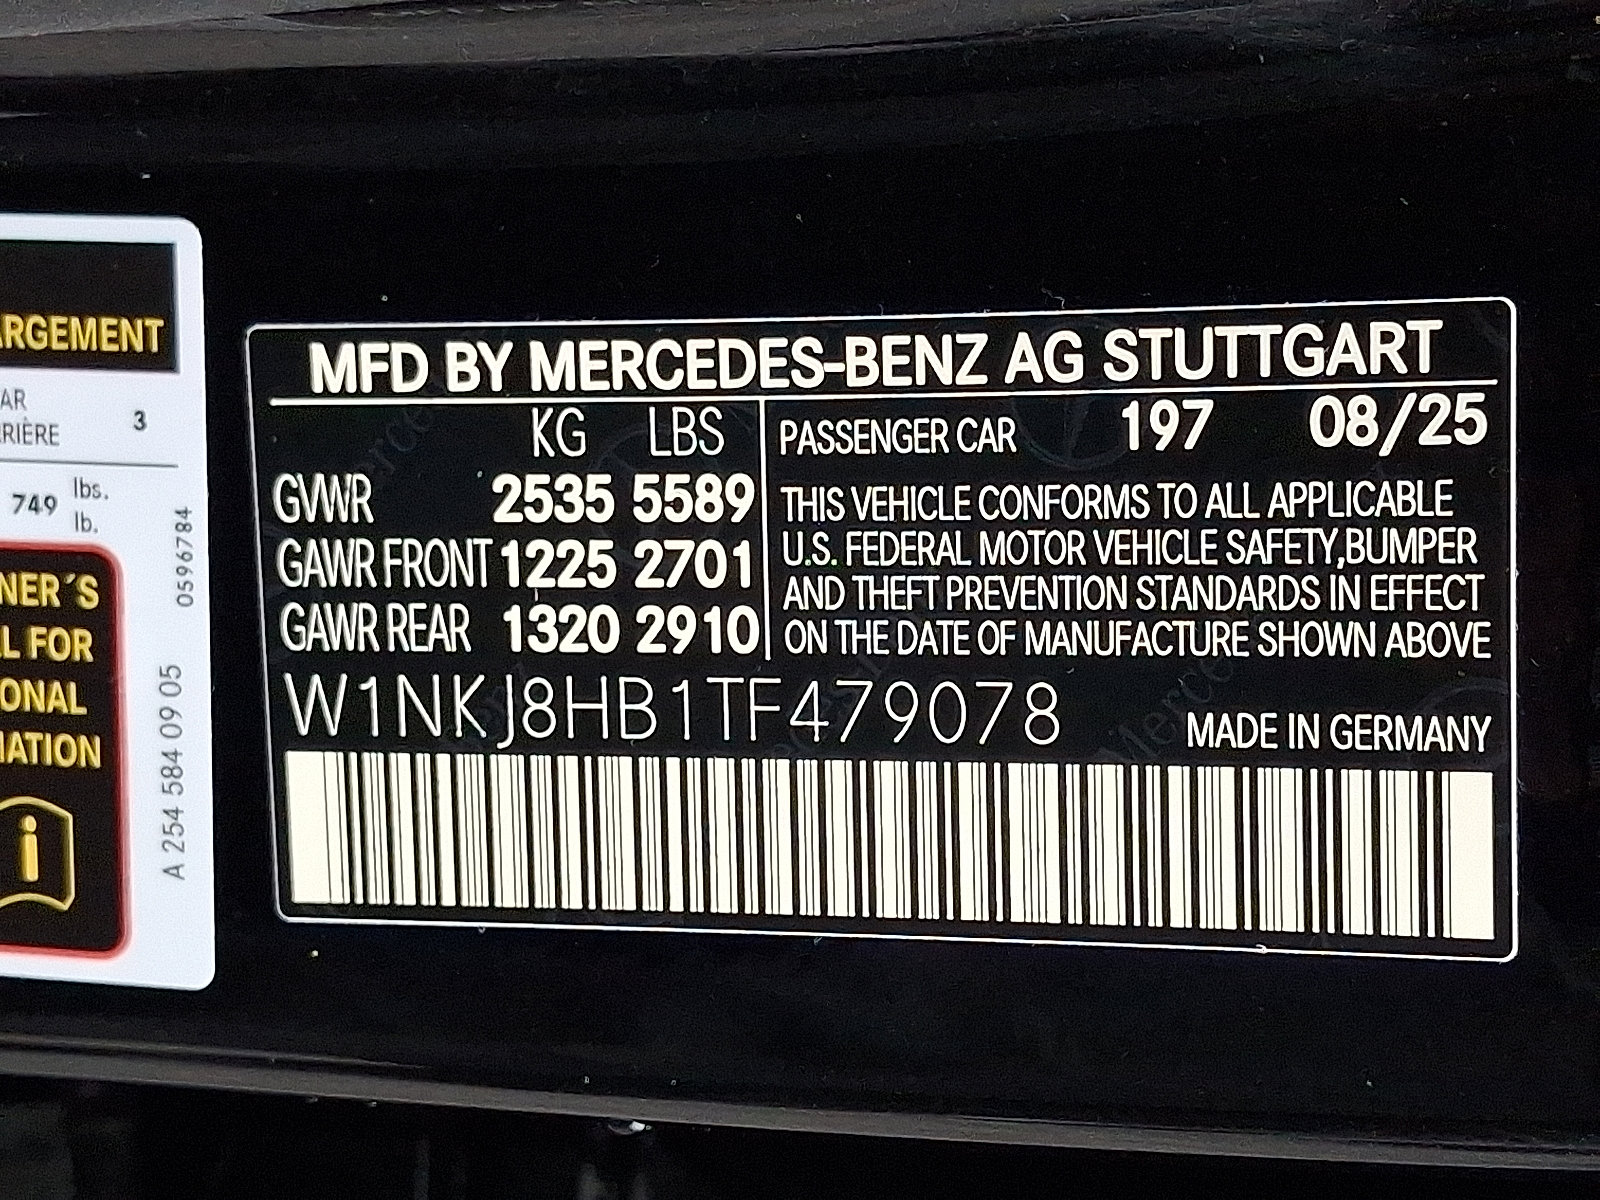 ARGEMENT
AR
RIÈRE 3
749 lbs.
lb.
0596784
A 254 584 09 05
NER´S
L FOR
ONAL
MATION
i
MFD BY MERCEDES-BENZ AG STUTTGART
KG LBS
GVWR 2535 5589
GAWR FRONT 1225 2701
GAWR REAR 1320 2910
PASSENGER CAR 197 08/25
THIS VEHICLE CONFORMS TO ALL APPLICABLE
U.S. FEDERAL MOTOR VEHICLE SAFETY,BUMPER
AND THEFT PREVENTION STANDARDS IN EFFECT
ON THE DATE OF MANUFACTURE SHOWN ABOVE
W1NKJ8HB1TF479078
MADE IN GERMANY